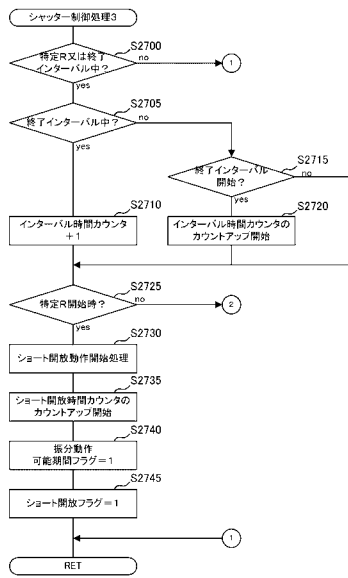 シャッター制御処理3
S2700
特定R又は終了
インターバル中?
no
1
yes
S2705
終了インターバル中?
no
yes
S2715
終了インターバル
開始?
no
yes
S2710
インターバル時間カウンタ
+1
S2720
インターバル時間カウンタの
カウントアップ開始
S2725
特定R開始時?
no
2
yes
S2730
ショート開放動作開始処理
S2735
ショート開放時間カウンタの
カウントアップ開始
S2740
振分動作
可能期間フラグ=1
S2745
ショート開放フラグ=1
1
RET